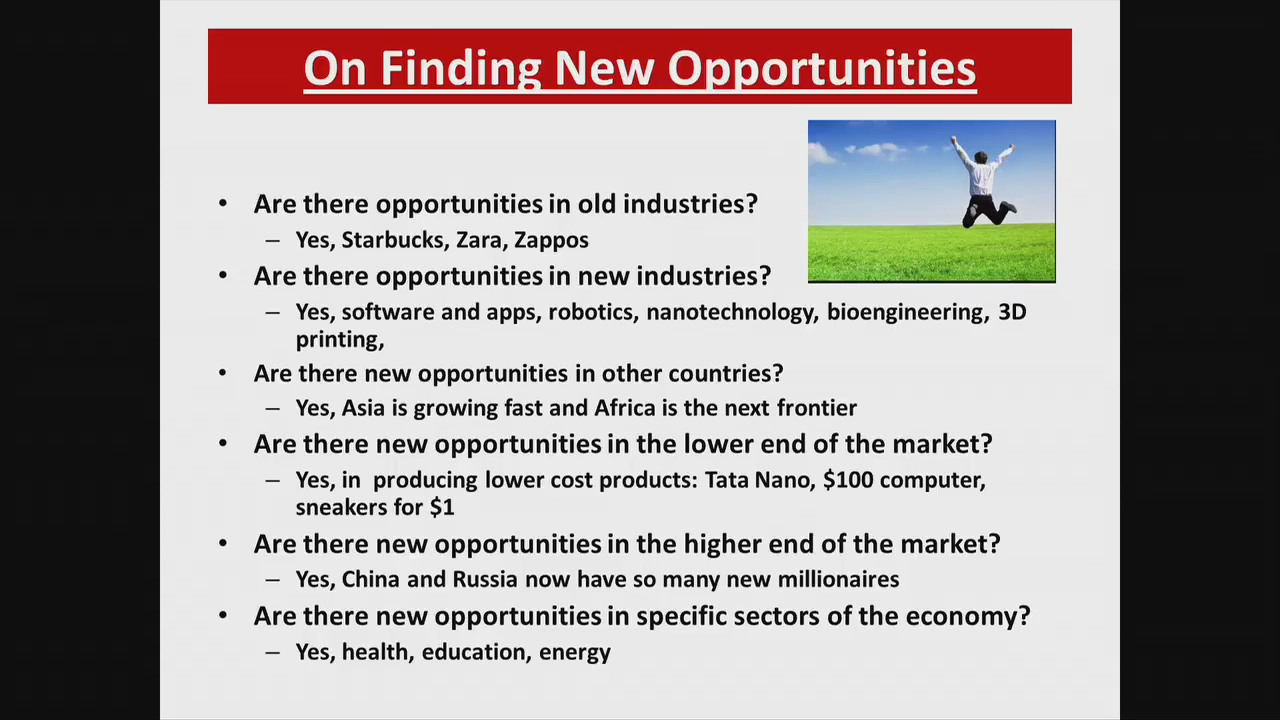 On Finding New Opportunities
• Are there opportunities in old industries?
– Yes, Starbucks, Zara, Zappos
• Are there opportunities in new industries?
– Yes, software and apps, robotics, nanotechnology, bioengineering, 3D
printing,
• Are there new opportunities in other countries?
– Yes, Asia is growing fast and Africa is the next frontier
• Are there new opportunities in the lower end of the market?
– Yes, in  producing lower cost products: Tata Nano, $100 computer,
sneakers for $1
• Are there new opportunities in the higher end of the market?
– Yes, China and Russia now have so many new millionaires
• Are there new opportunities in specific sectors of the economy?
– Yes, health, education, energy